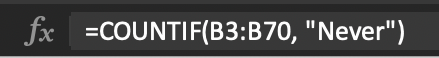 fx =COUNTIF(B3:B70, "Never")